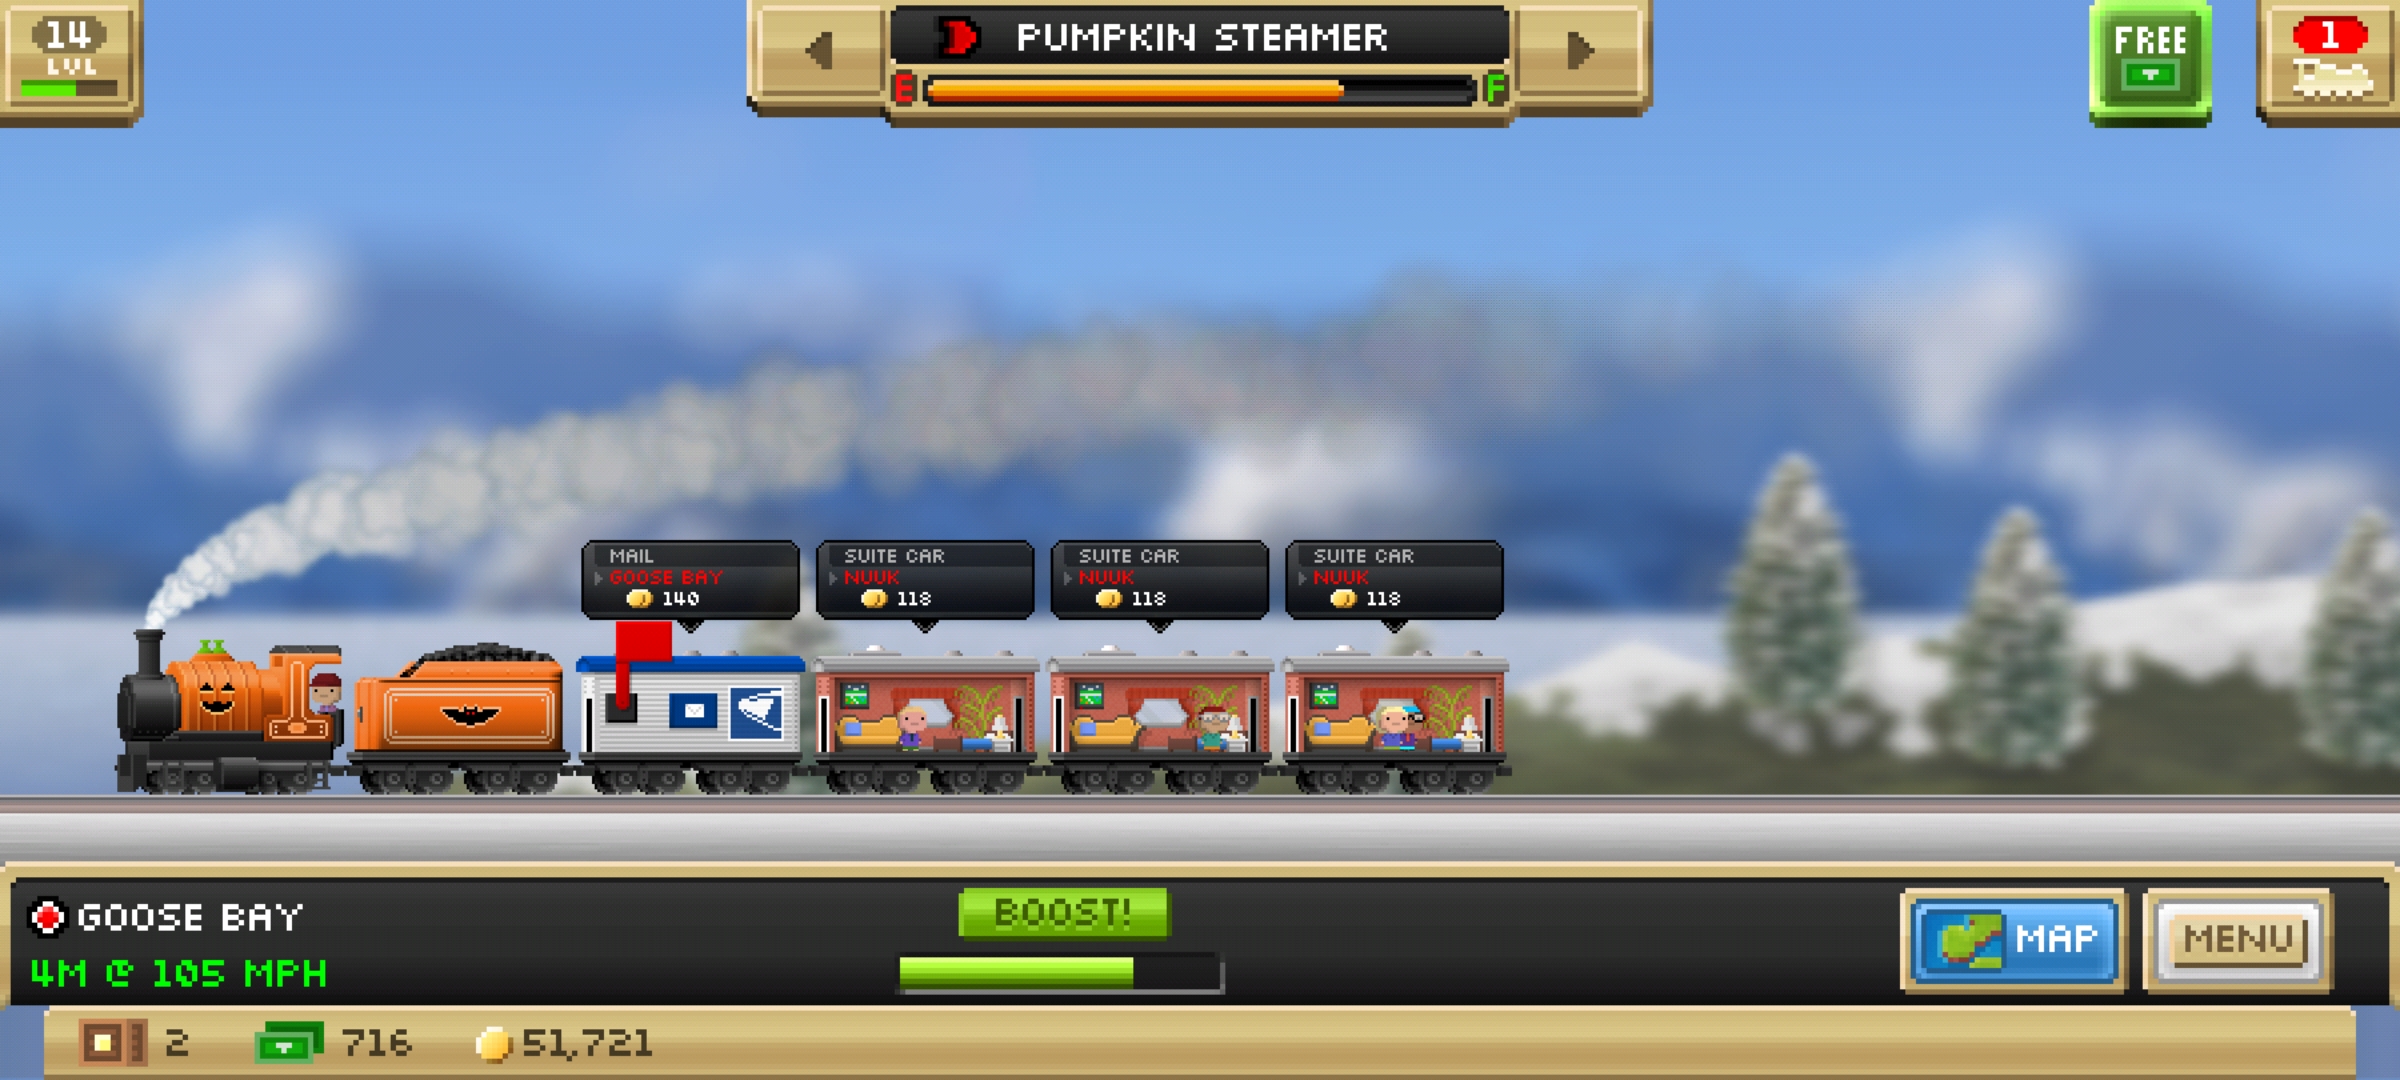 14
LVL
PUMPKIN STEAMER
E
F
FREE
1
MAIL
GOOSE BAY
140
SUITE CAR
NUUK
118
SUITE CAR
NUUK
118
SUITE CAR
NUUK
118
GOOSE BAY
4M @ 105 MPH
BOOST!
MAP
MENU
2
716
51,721